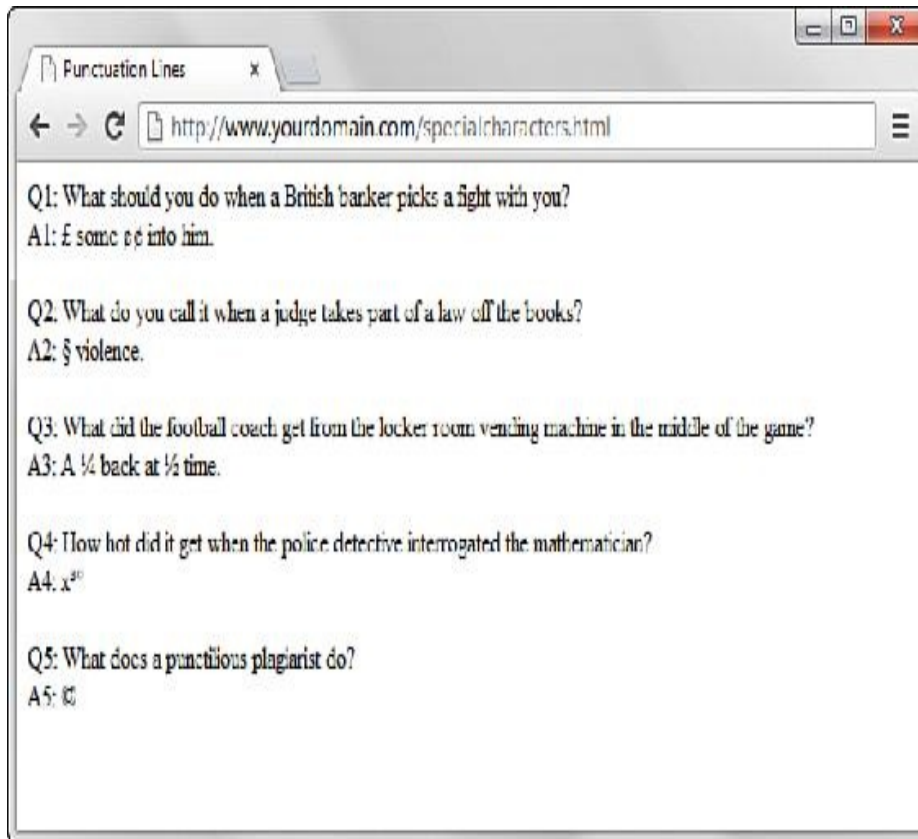 Punctuation Lines
http://www.yourdomain.com/specialcharacters.html
Q1: What should you do when a British banker picks a fight with you?
A1: £ some ¢¢ into him.
Q2: What do you call it when a judge takes part of a law off the books?
A2: § violence.
Q3: What did the football coach get from the locker room vending machine in the middle of the game?
A3: A ¼ back at ½ time.
Q4: How hot did it get when the police detective interrogated the mathematician?
A4: x³°
Q5: What does a punctilious plagiarist do?
A5: ©